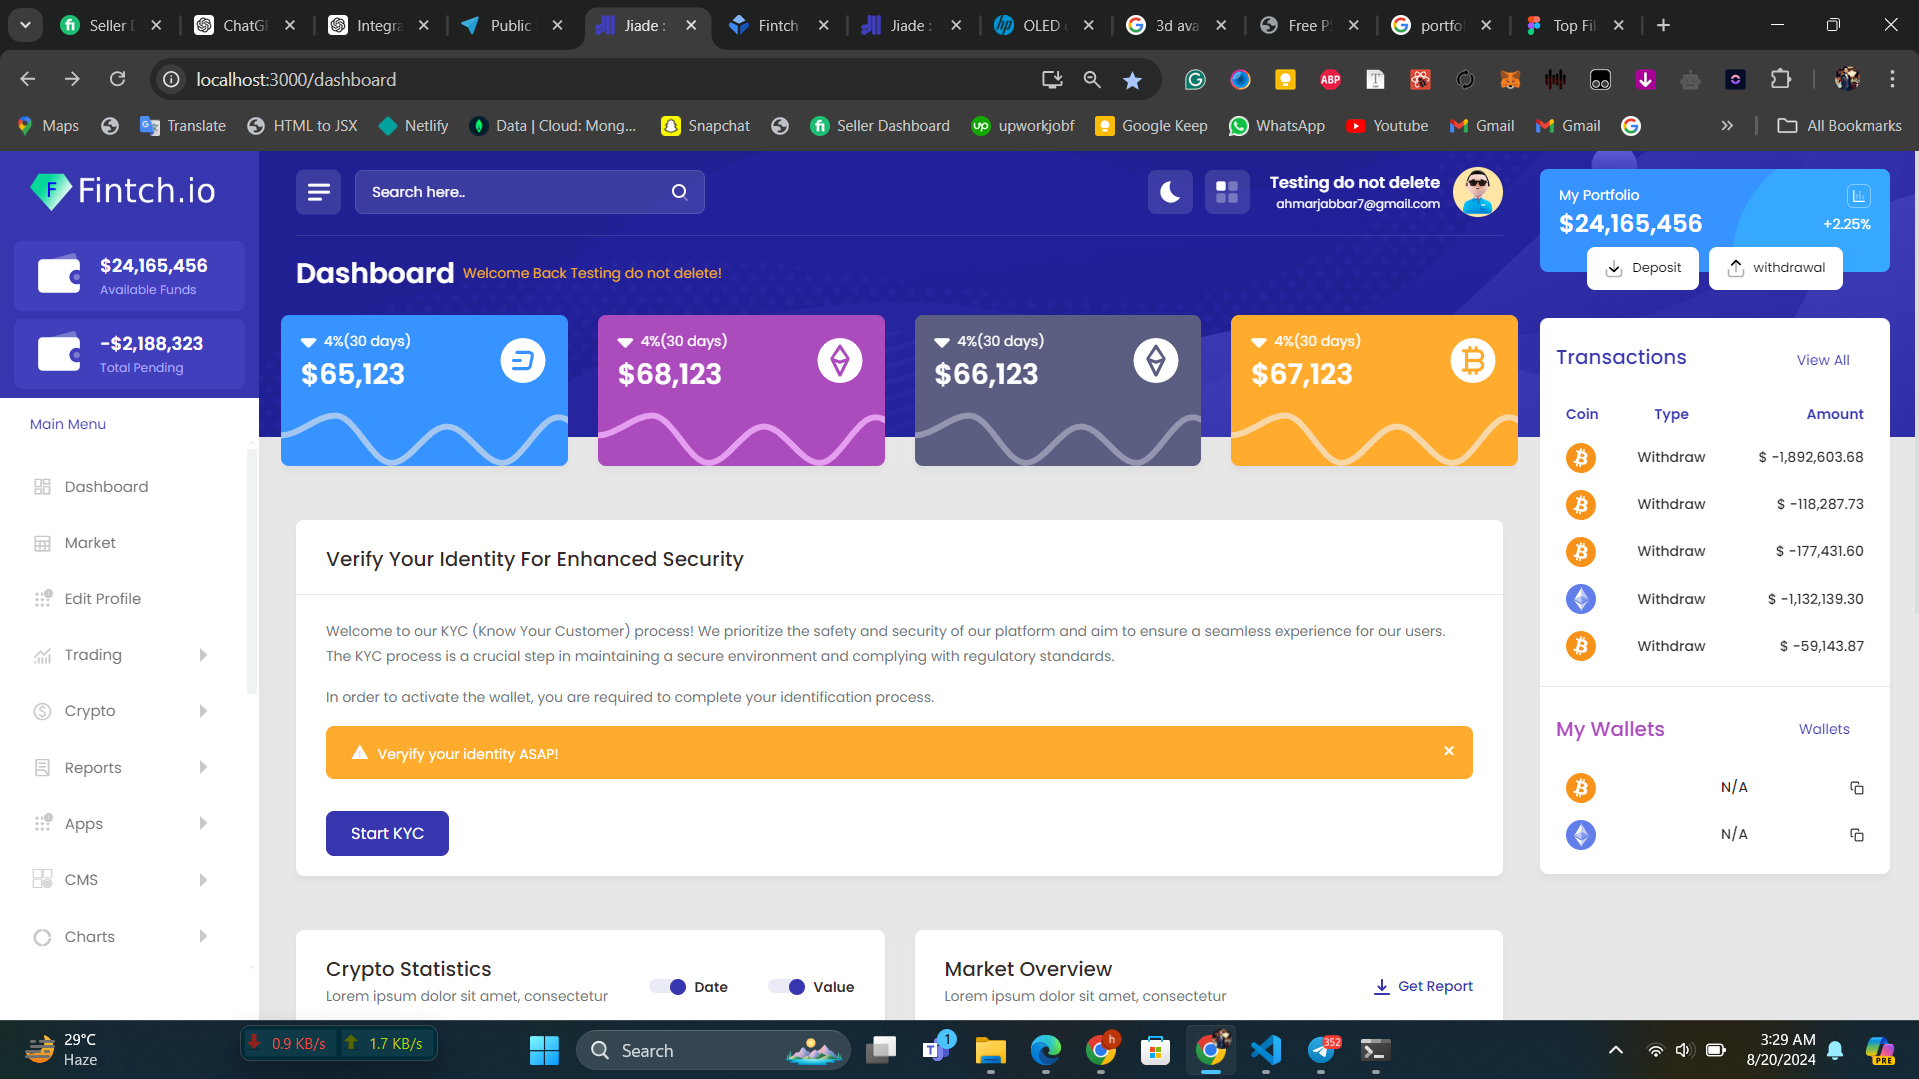 Seller D
ChatGP
Integra
Public
Jiade :
Fintch
Jiade :
OLED
3d ava
Free PS
portfo
Top Fi
localhost:3000/dashboard
Maps
Translate
HTML to JSX
Netlify
Data | Cloud: Mong...
Snapchat
Seller Dashboard
upworkjobf
Google Keep
WhatsApp
Youtube
Gmail
Gmail
All Bookmarks
Fintch.io
$24,165,456
Available Funds
-$2,188,323
Total Pending
Main Menu
Dashboard
Market
Edit Profile
Trading
Crypto
Reports
Apps
CMS
Charts
Search here..
Testing do not delete
ahmarjabbar7@gmail.com
Dashboard Welcome Back Testing do not delete!
4%(30 days)
$65,123
4%(30 days)
$68,123
4%(30 days)
$66,123
4%(30 days)
$67,123
Verify Your Identity For Enhanced Security
Welcome to our KYC (Know Your Customer) process! We prioritize the safety and security of our platform and aim to ensure a seamless experience for our users.
The KYC process is a crucial step in maintaining a secure environment and complying with regulatory standards.
In order to activate the wallet, you are required to complete your identification process.
Veryify your identity ASAP!
Start KYC
Crypto Statistics
Lorem ipsum dolor sit amet, consectetur
Date
Value
Market Overview
Lorem ipsum dolor sit amet, consectetur
Get Report
My Portfolio
$24,165,456
+2.25%
Deposit
withdrawal
Transactions
View All
Coin Type Amount
Withdraw $ -1,892,603.68
Withdraw $ -118,287.73
Withdraw $ -177,431.60
Withdraw $ -1,132,139.30
Withdraw $ -59,143.87
My Wallets
Wallets
N/A
N/A
29°C
Haze
0.9 KB/s
1.7 KB/s
Search
1
352
3:29 AM
8/20/2024
PRE